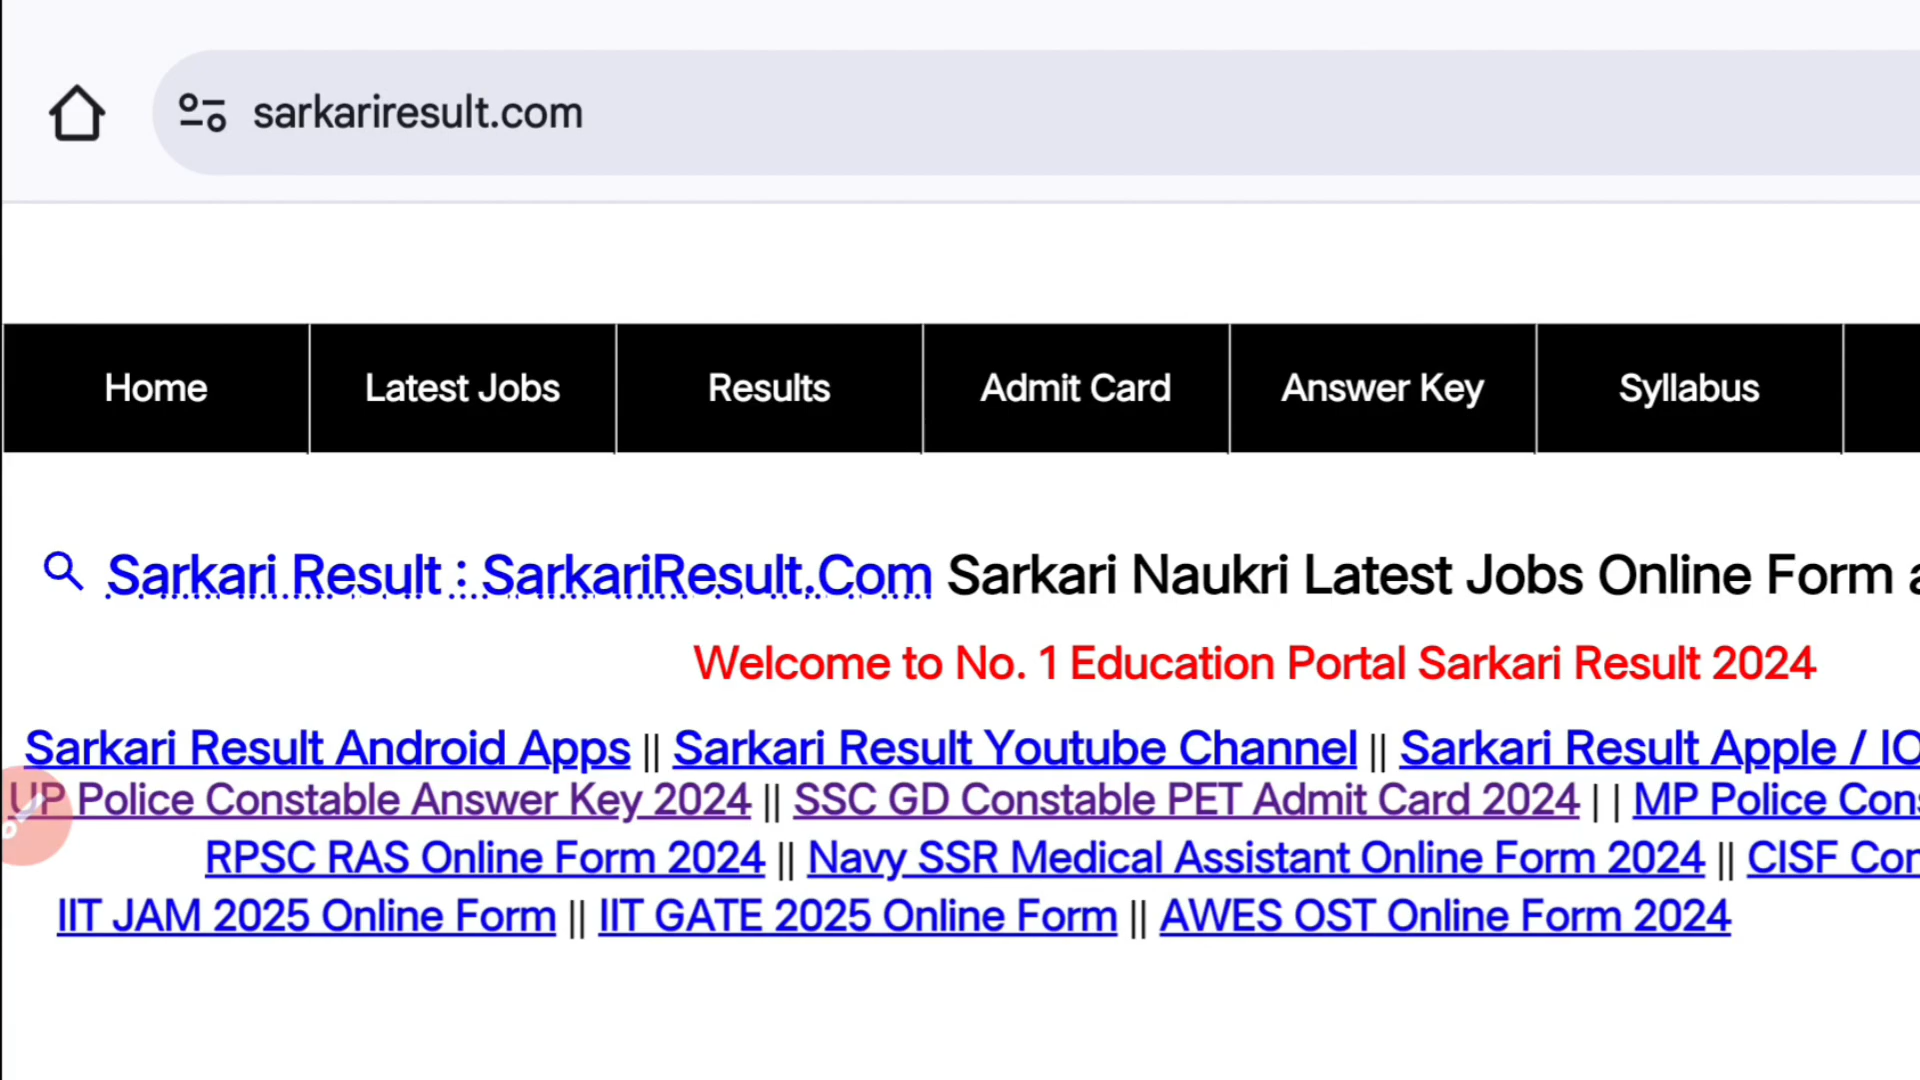 sarkariresult.com
Home Latest Jobs Results Admit Card Answer Key Syllabus
Sarkari Result : SarkariResult.Com Sarkari Naukri Latest Jobs Online Form
Welcome to No. 1 Education Portal Sarkari Result 2024
Sarkari Result Android Apps || Sarkari Result Youtube Channel || Sarkari Result Apple / IO
UP Police Constable Answer Key 2024 || SSC GD Constable PET Admit Card 2024 | | MP Police Cons
RPSC RAS Online Form 2024 || Navy SSR Medical Assistant Online Form 2024 || CISF Con
IIT JAM 2025 Online Form || IIT GATE 2025 Online Form || AWES OST Online Form 2024